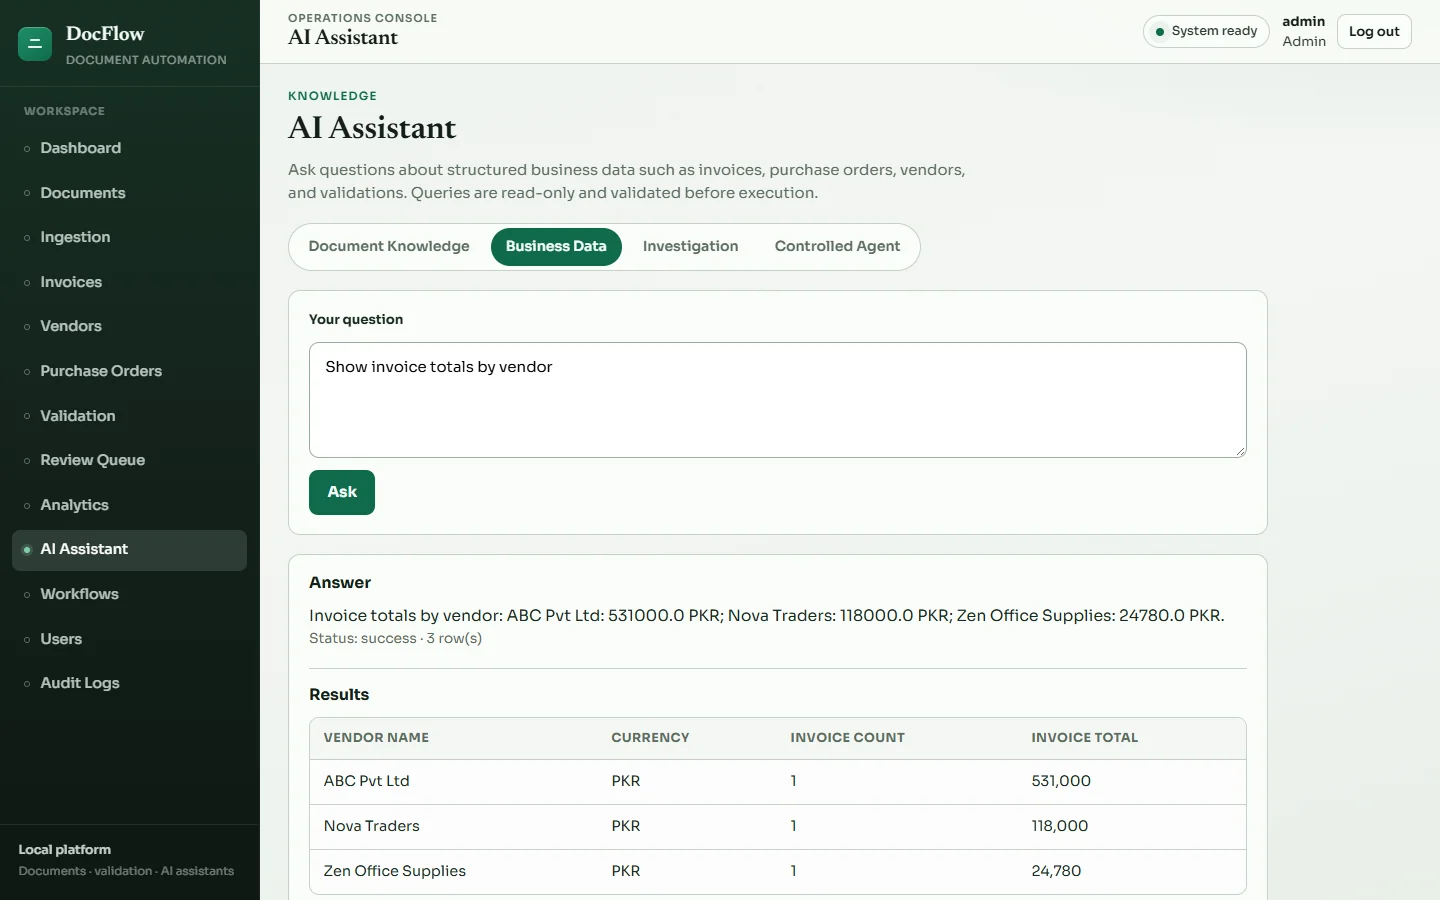 DocFlow
DOCUMENT AUTOMATION
WORKSPACE
Dashboard
Documents
Ingestion
Invoices
Vendors
Purchase Orders
Validation
Review Queue
Analytics
AI Assistant
Workflows
Users
Audit Logs
Local platform
Documents · validation · AI assistants
OPERATIONS CONSOLE
AI Assistant
System ready
admin
Admin
Log out
KNOWLEDGE
AI Assistant
Ask questions about structured business data such as invoices, purchase orders, vendors,
and validations. Queries are read-only and validated before execution.
Document Knowledge Business Data Investigation Controlled Agent
Your question
Show invoice totals by vendor
Ask
Answer
Invoice totals by vendor: ABC Pvt Ltd: 531000.0 PKR; Nova Traders: 118000.0 PKR; Zen Office Supplies: 24780.0 PKR.
Status: success · 3 row(s)
Results
VENDOR NAME CURRENCY INVOICE COUNT INVOICE TOTAL
ABC Pvt Ltd PKR 1 531,000
Nova Traders PKR 1 118,000
Zen Office Supplies PKR 1 24,780